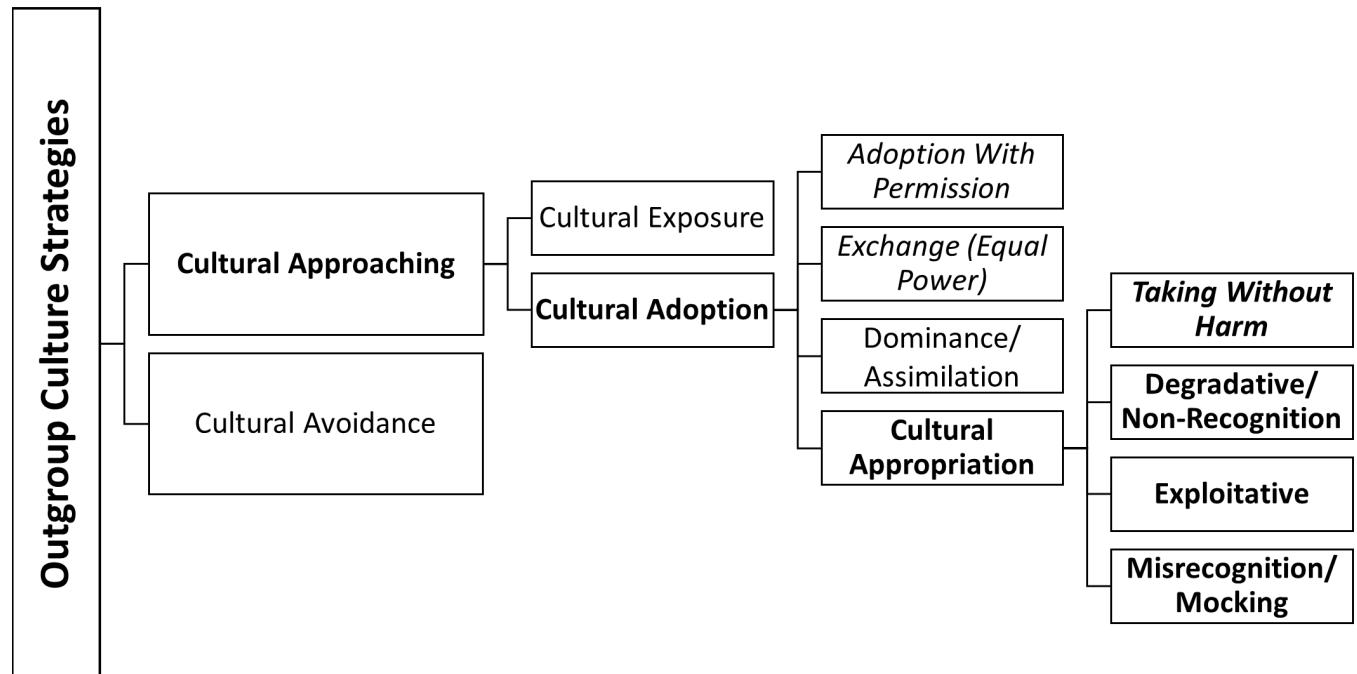 Outgroup Culture Strategies
Cultural Approaching
Cultural Avoidance
Cultural Exposure
Cultural Adoption
Adoption With
Permission
Exchange (Equal
Power)
Dominance/
Assimilation
Cultural
Appropriation
Taking Without
Harm
Degradative/
Non-Recognition
Exploitative
Misrecognition/
Mocking